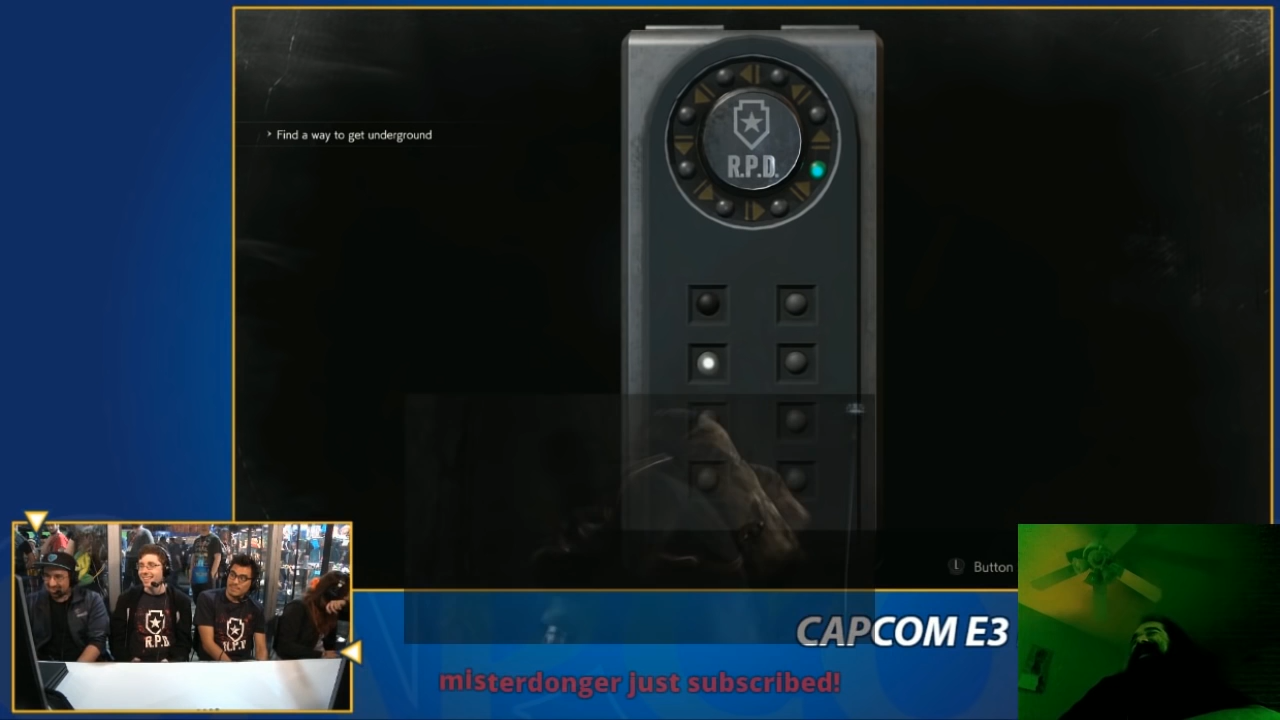 R.P.D.
> Find a way to get underground
L Button
R.P.D
R.P.D
CAPCOM E3
misterdonger just subscribed!